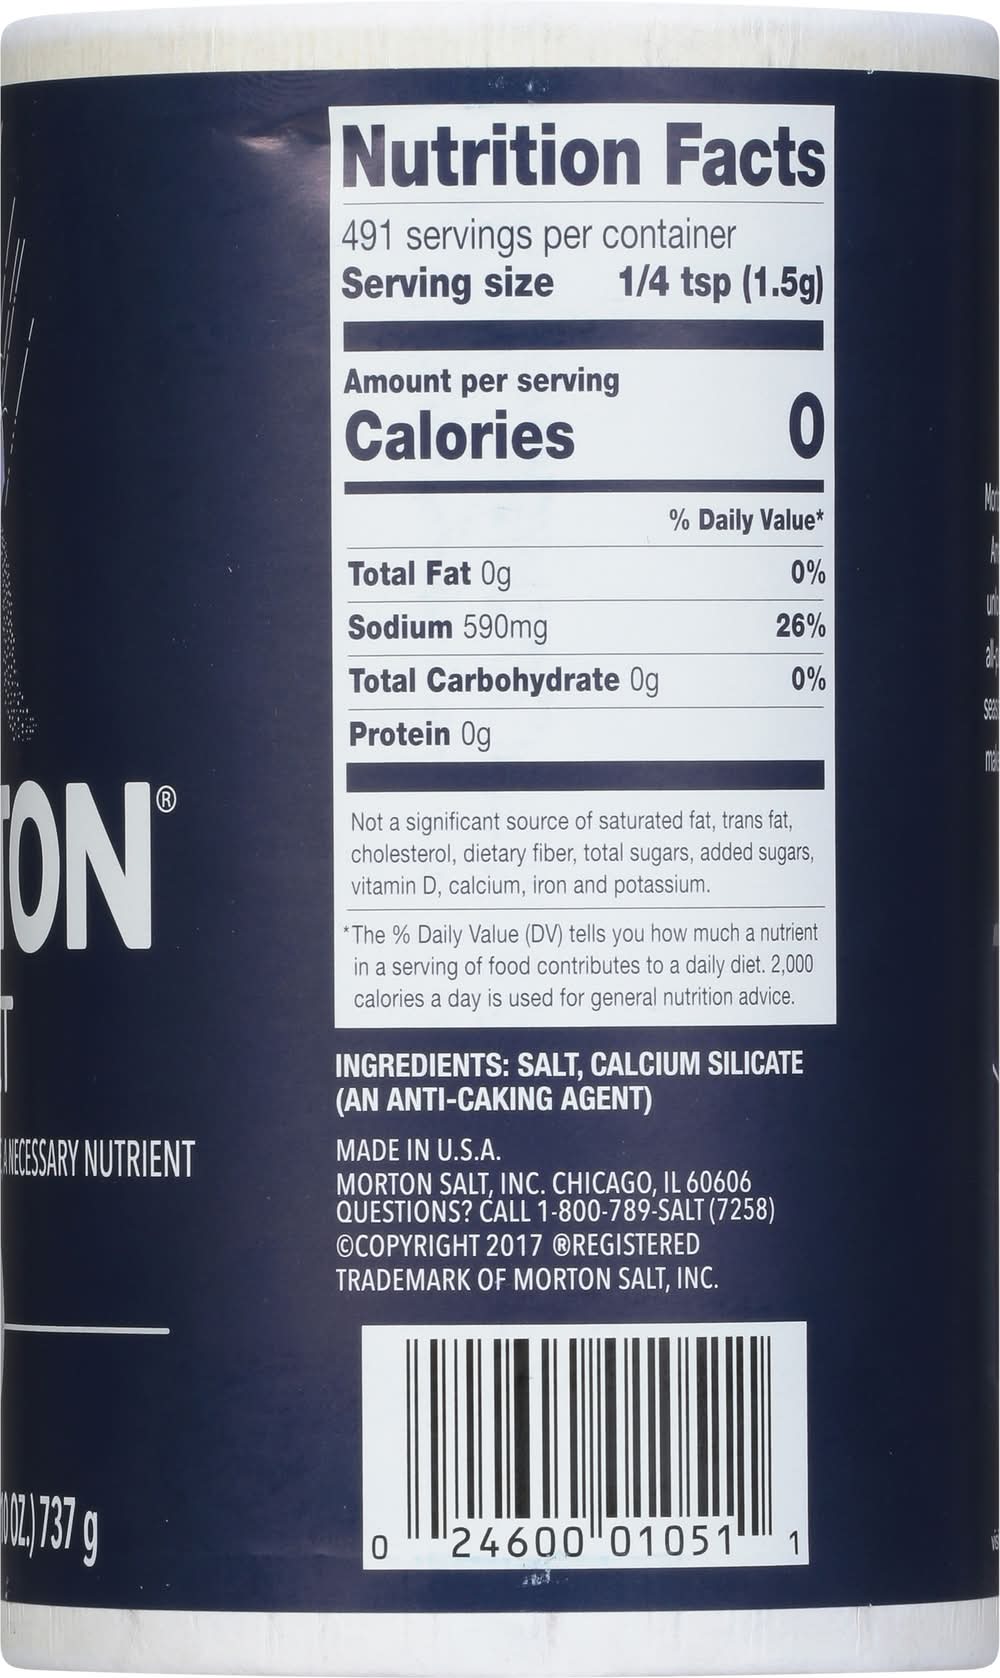 Nutrition Facts
491 servings per container
Serving size 1/4 tsp (1.5g)
Amount per serving
Calories 0
% Daily Value*
Total Fat 0g 0%
Sodium 590mg 26%
Total Carbohydrate 0g 0%
Protein 0g
Not a significant source of saturated fat, trans fat,
cholesterol, dietary fiber, total sugars, added sugars,
vitamin D, calcium, iron and potassium.
*The % Daily Value (DV) tells you how much a nutrient
in a serving of food contributes to a daily diet. 2,000
calories a day is used for general nutrition advice.
INGREDIENTS: SALT, CALCIUM SILICATE
(AN ANTI-CAKING AGENT)
MADE IN U.S.A.
MORTON SALT, INC. CHICAGO, IL 60606
QUESTIONS? CALL 1-800-789-SALT (7258)
©COPYRIGHT 2017 ®REGISTERED
TRADEMARK OF MORTON SALT, INC.
0 24600 01051 1
TON®
A NECESSARY NUTRIENT
OZ.) 737 g